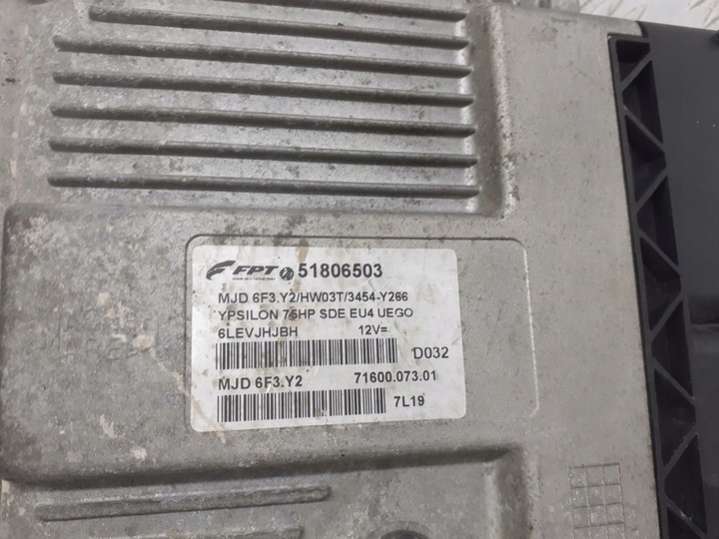 FPT 51806503
MJD 6F3.Y2/HW03T/3454-Y266
YPSILON 75HP SDE EU4 UEGO
6LEVJHJBH 12V=
D032
MJD 6F3.Y2 71600.073.01
7L19